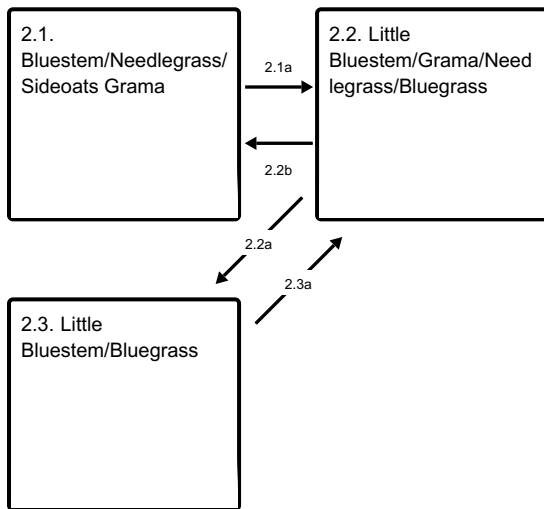 2.1.
Bluestem/Needlegrass/
Sideoats Grama
2.1a
2.2. Little
Bluestem/Grama/Need
legrass/Bluegrass
2.2b
2.2a
2.3a
2.3. Little
Bluestem/Bluegrass